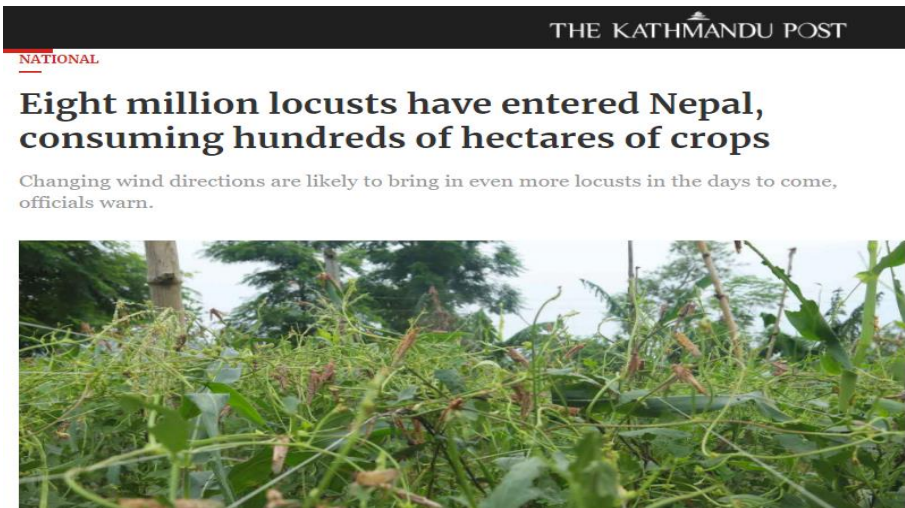 THE KATHMANDU POST
NATIONAL
Eight million locusts have entered Nepal,
consuming hundreds of hectares of crops
Changing wind directions are likely to bring in even more locusts in the days to come,
officials warn.